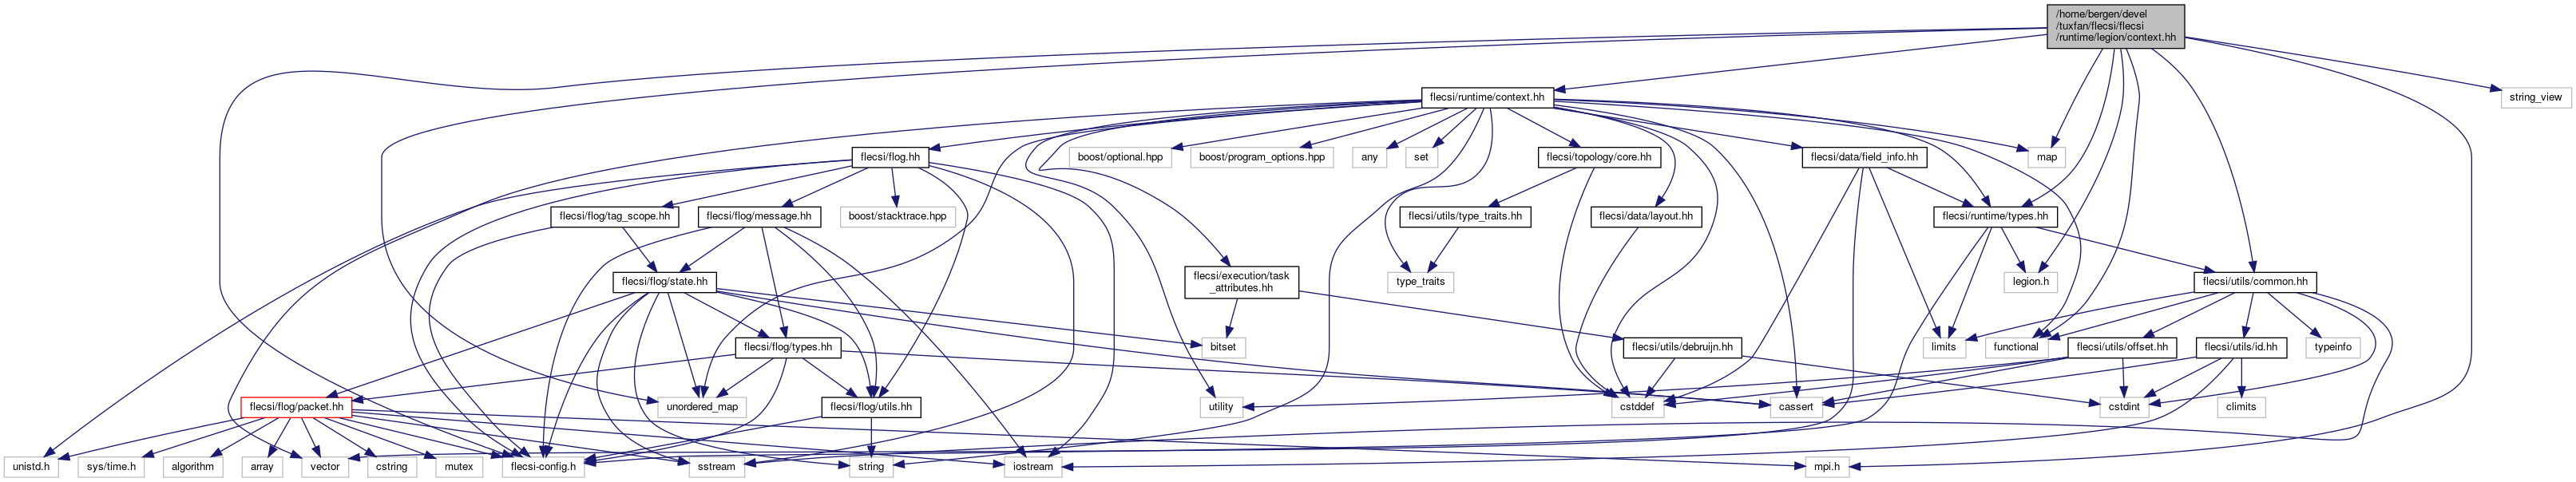 /home/bergen/devel
/tuxfan/flecsi/flecsi
/runtime/legion/context.hh
flecsi/runtime/context.hh
string_view
flecsi/flog.hh
boost/optional.hpp
boost/program_options.hpp
any
set
flecsi/topology/core.hh
flecsi/data/field_info.hh
map
flecsi/flog/tag_scope.hh
flecsi/flog/message.hh
boost/stacktrace.hpp
flecsi/utils/type_traits.hh
flecsi/data/layout.hh
flecsi/runtime/types.hh
flecsi/flog/state.hh
flecsi/execution/task
_attributes.hh
type_traits
legion.h
flecsi/utils/common.hh
flecsi/flog/types.hh
bitset
flecsi/utils/debruijn.hh
limits
functional
flecsi/utils/offset.hh
flecsi/utils/id.hh
typeinfo
flecsi/flog/packet.hh
unordered_map
flecsi/flog/utils.hh
utility
cstddef
cassert
cstdint
climits
unistd.h
sys/time.h
algorithm
array
vector
cstring
mutex
flecsi-config.h
sstream
string
iostream
mpi.h